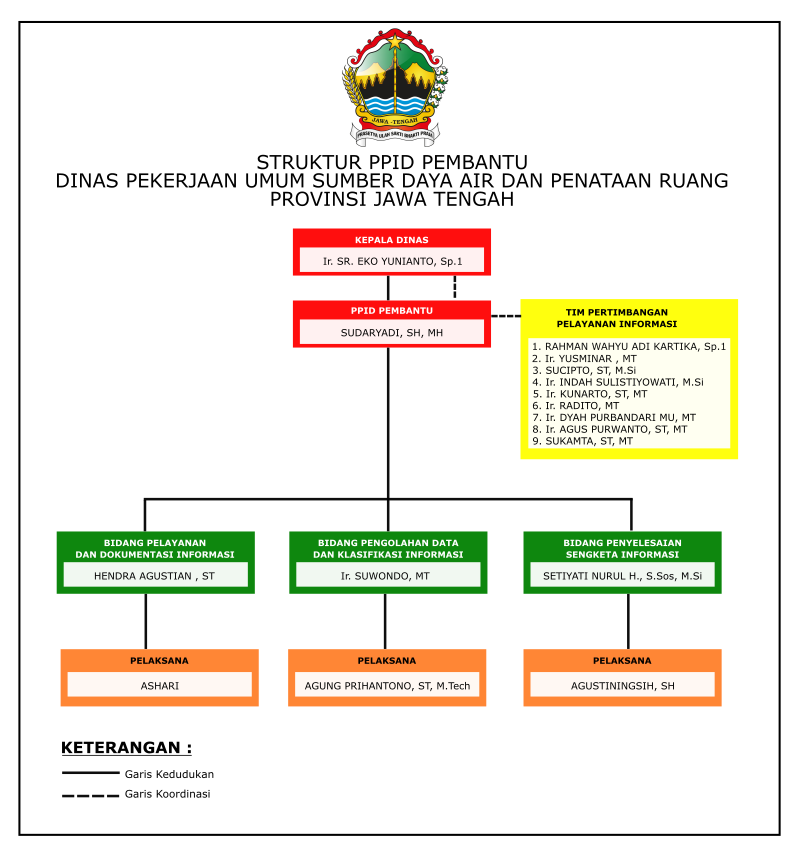 JAWA - TENGAH
PRASETYA ULAH SAKTI BHAKTI PRAJA
STRUKTUR PPID PEMBANTU
DINAS PEKERJAAN UMUM SUMBER DAYA AIR DAN PENATAAN RUANG
PROVINSI JAWA TENGAH
KEPALA DINAS
Ir. SR. EKO YUNIANTO, Sp.1
PPID PEMBANTU
SUDARYADI, SH, MH
TIM PERTIMBANGAN
PELAYANAN INFORMASI
1. RAHMAN WAHYU ADI KARTIKA, Sp.1
2. Ir. YUSMINAR , MT
3. SUCIPTO, ST, M.Si
4. Ir. INDAH SULISTIYOWATI, M.Si
5. Ir. KUNARTO, ST, MT
6. Ir. RADITO, MT
7. Ir. DYAH PURBANDARI MU, MT
8. Ir. AGUS PURWANTO, ST, MT
9. SUKAMTA, ST, MT
BIDANG PELAYANAN
DAN DOKUMENTASI INFORMASI
HENDRA AGUSTIAN , ST
BIDANG PENGOLAHAN DATA
DAN KLASIFIKASI INFORMASI
Ir. SUWONDO, MT
BIDANG PENYELESAIAN
SENGKETA INFORMASI
SETIYATI NURUL H., S.Sos, M.Si
PELAKSANA
ASHARI
PELAKSANA
AGUNG PRIHANTONO, ST, M.Tech
PELAKSANA
AGUSTININGSIH, SH
KETERANGAN :
Garis Kedudukan
Garis Koordinasi